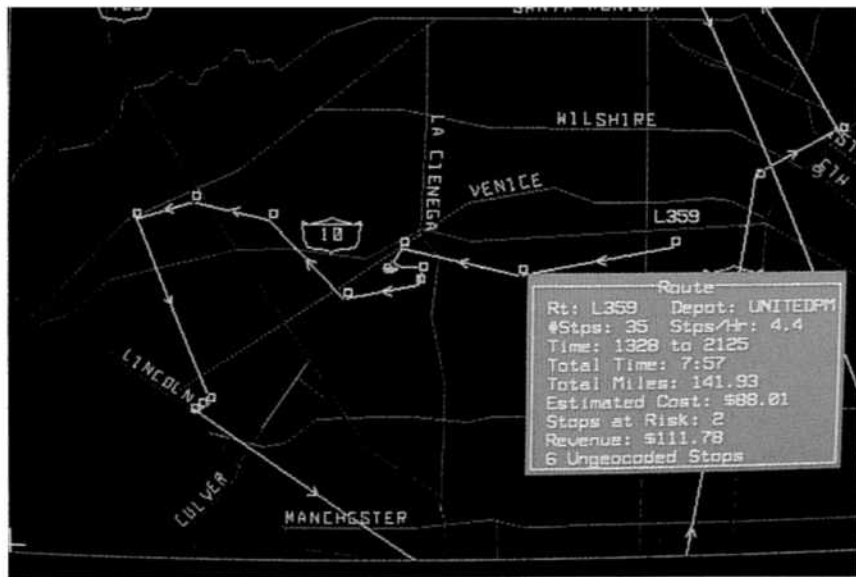 SANTA MONICA
WILSHIRE
LA CIENEGA
VENICE
L359
10
Route
Rt: L359 Depot: UNITEDPM
#Stps: 35 Stps/Hr: 4.4
Time: 1328 to 2125
Total Time: 7:57
Total Miles: 141.93
Estimated Cost: $88.01
Stops at Risk: 2
Revenue: $111.78
6 Ungeocoded Stops
LINCOLN
CULVER
MANCHESTER